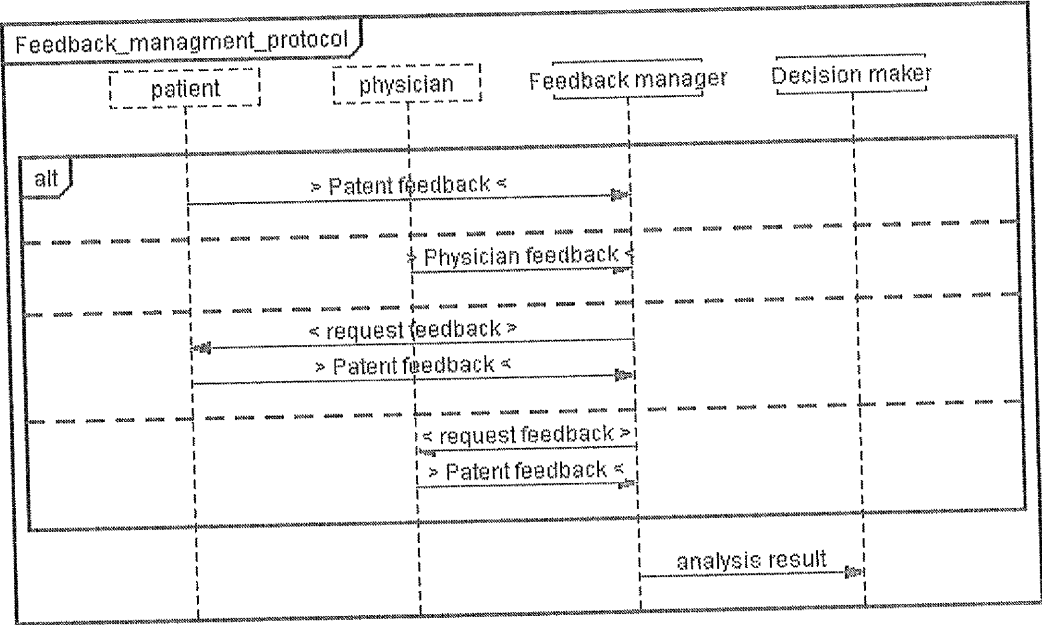 Feedback_managment_protocol
patient
physician
Feedback manager
Decision maker
alt
> Patent feedback <
> Physician feedback <
< request feedback >
> Patent feedback <
< request feedback >
> Patent feedback <
analysis result